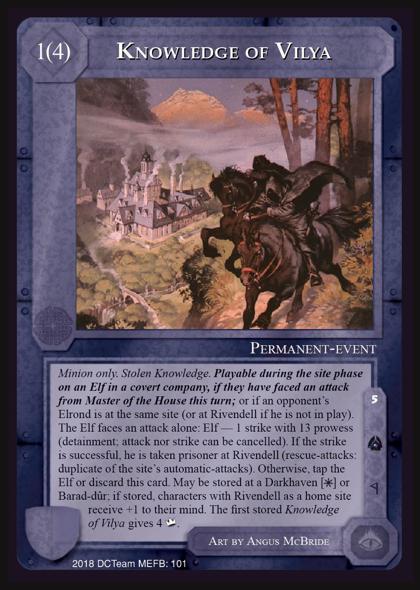 1(4)
KNOWLEDGE OF VILYA
PERMANENT-EVENT
Minion only. Stolen Knowledge. Playable during the site phase
on an Elf in a covert company, if they have faced an attack
from Master of the House this turn; or if an opponent's
Elrond is at the same site (or at Rivendell if he is not in play).
The Elf faces an attack alone: Elf — 1 strike with 13 prowess
(detainment; attack nor strike can be cancelled). If the strike
is successful, he is taken prisoner at Rivendell (rescue-attacks:
duplicate of the site's automatic-attacks). Otherwise, tap the
Elf or discard this card. May be stored at a Darkhaven [] or
Barad-dûr; if stored, characters with Rivendell as a home site
receive +1 to their mind. The first stored Knowledge
of Vilya gives 4 .
5
ART BY ANGUS MCBRIDE
2018 DCTeam MEFB: 101